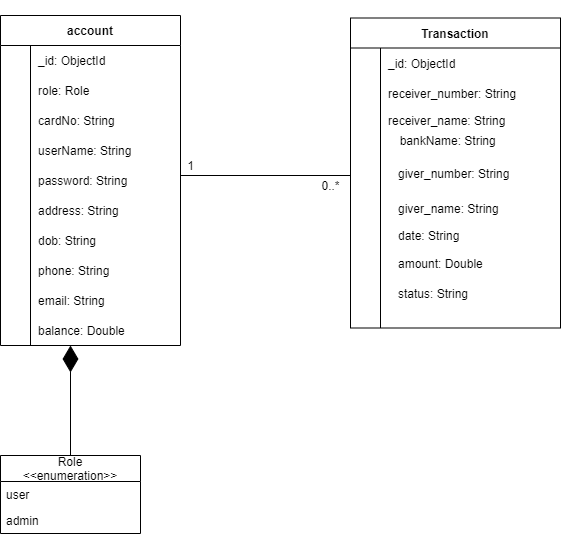 account
_id: ObjectId
role: Role
cardNo: String
userName: String
password: String
address: String
dob: String
phone: String
email: String
balance: Double
1
0..*
Transaction
_id: ObjectId
receiver_number: String
receiver_name: String
bankName: String
giver_number: String
giver_name: String
date: String
amount: Double
status: String
Role
<<enumeration>>
user
admin